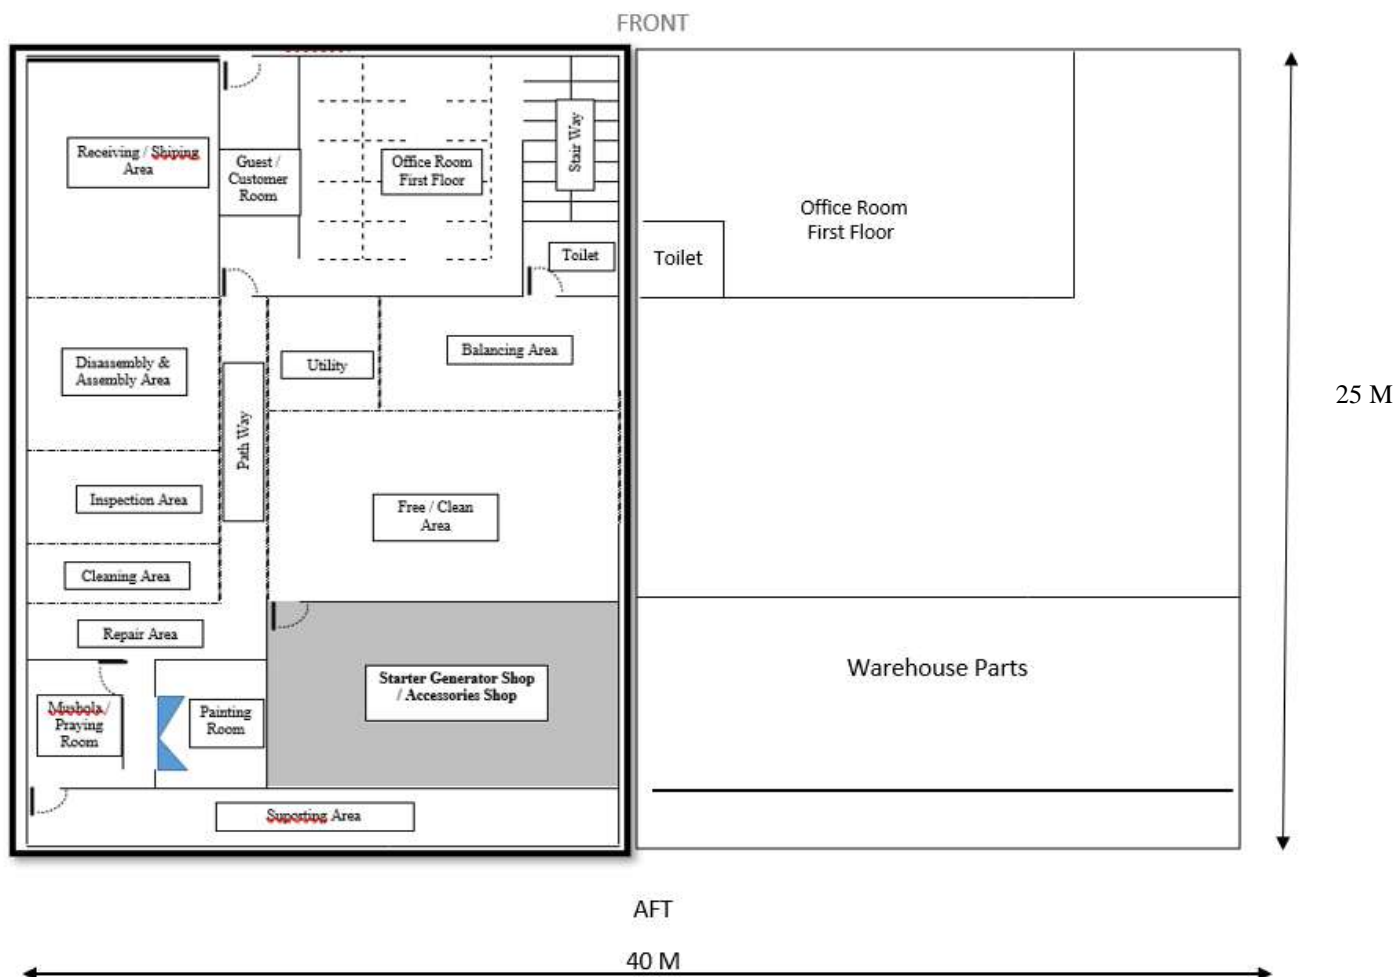 FRONT
Receiving / Shiping
Area
Guest /
Customer
Room
Office Room
First Floor
Stair Way
Toilet
Toilet
Office Room
First Floor
Disassembly &
Assembly Area
Utility
Balancing Area
25 M
Path Way
Inspection Area
Free / Clean
Area
Cleaning Area
Repair Area
Starter Generator Shop
/ Accessories Shop
Warehouse Parts
Mushola /
Praying
Room
Painting
Room
Suporting Area
AFT
40 M